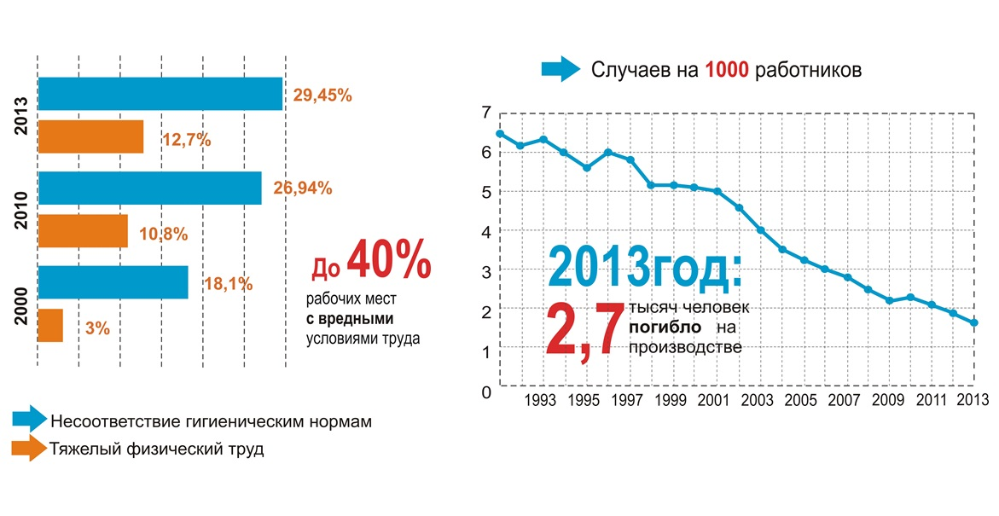 2013
29,45%
12,7%
2010
26,94%
10,8%
2000
18,1%
3%
До 40%
рабочих мест
с вредными
условиями труда
Несоответствие гигиеническим нормам
Тяжелый физический труд
Случаев на 1000 работников
7
6
5
4
3
2
1
0
2013год:
2,7 тысяч человек
погибло на
производстве
1993 1995 1997 1999 2001 2003 2005 2007 2009 2011 2013